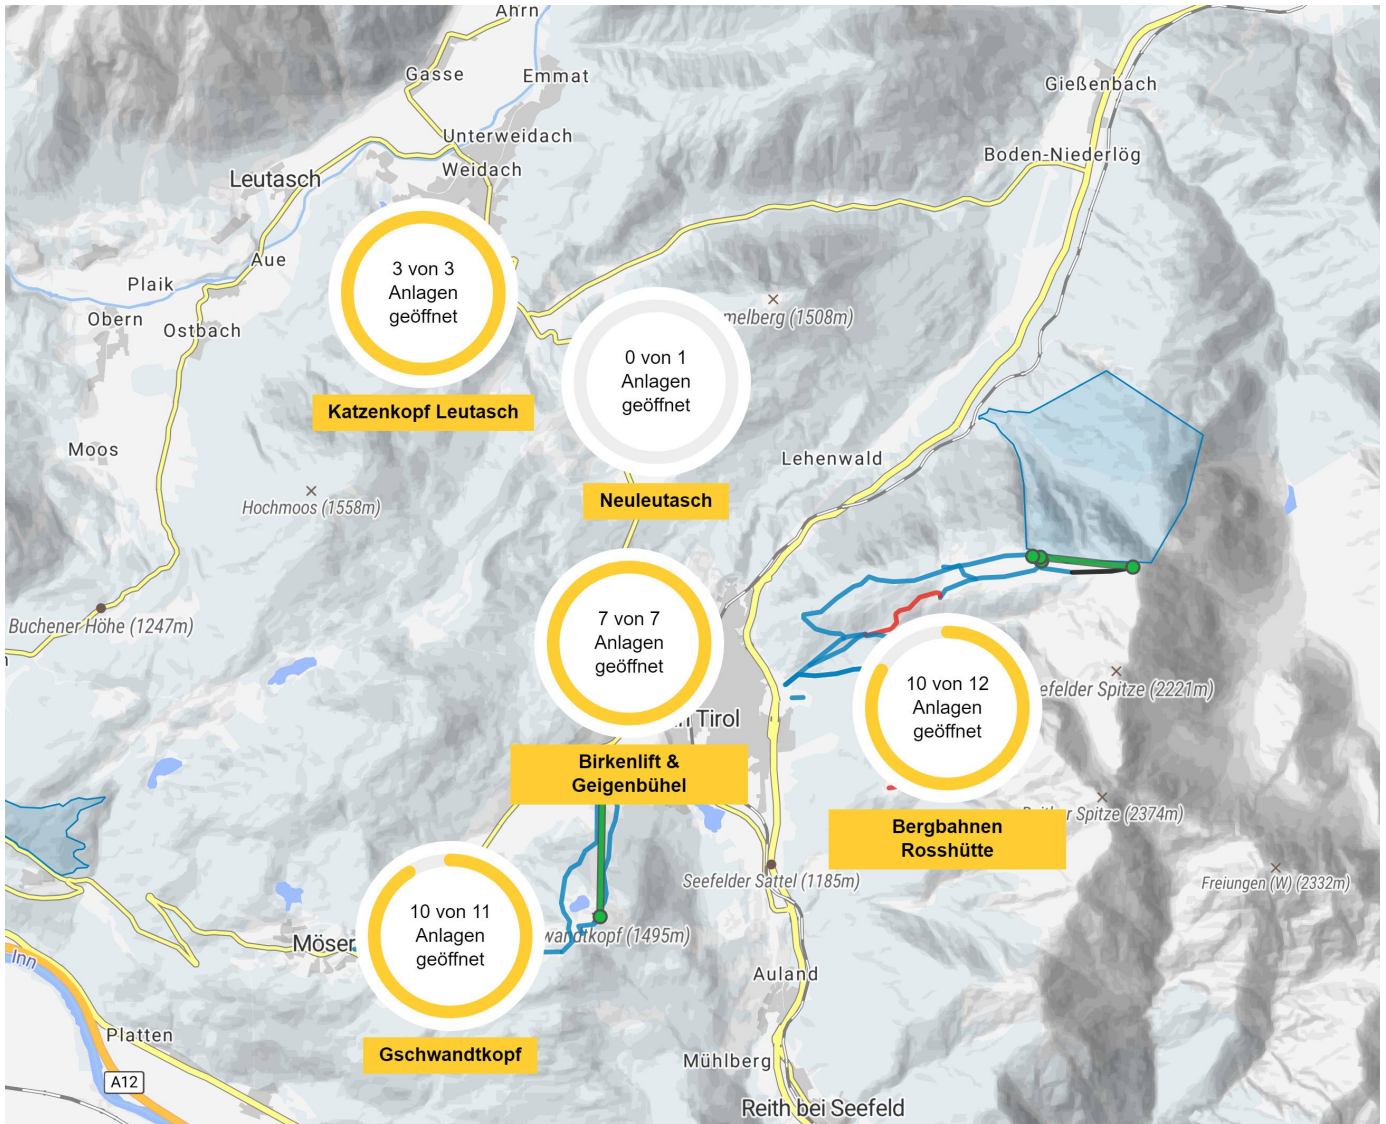 Ahrn
Gasse
Emmat
Gießenbach
Unterweidach
Boden-Niederlög
Weidach
Leutasch
3 von 3
Anlagen
geöffnet
Aue
Plaik
Obern
Ostbach
melberg (1508m)
0 von 1
Anlagen
geöffnet
Katzenkopf Leutasch
Moos
Lehenwald
Neuleutasch
Hochmoos (1558m)
Buchener Höhe (1247m)
7 von 7
Anlagen
geöffnet
10 von 12
Anlagen
geöffnet
efelder Spitze (2221m)
n Tirol
Birkenlift &
Geigenbühel
Spitze (2374m)
Bergbahnen
Rosshütte
Seefelder Sattel (1185m)
Freiungen (W) (2332m)
10 von 11
Anlagen
geöffnet
wandtkopf (1495m)
Möser
Inn
Auland
Platten
Gschwandtkopf
Mühlberg
A12
Reith bei Seefeld